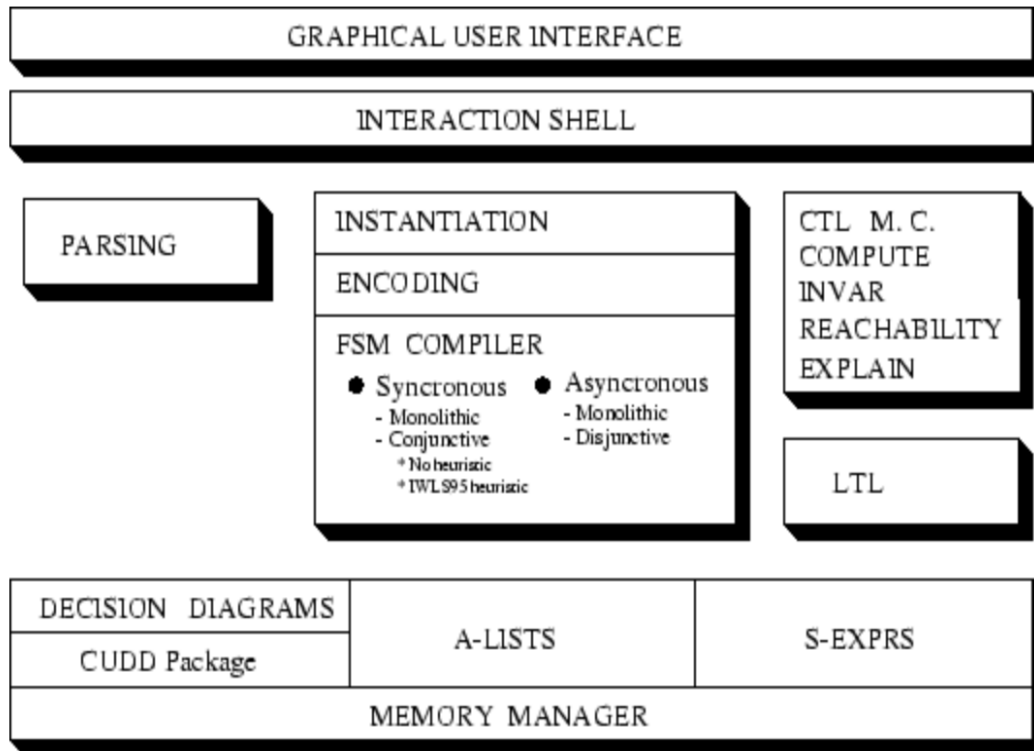 GRAPHICAL USER INTERFACE
INTERACTION SHELL
PARSING
INSTANTIATION
ENCODING
FSM COMPILER
● Syncronous
- Monolithic
- Conjunctive
* No heuristic
* IWLS95 heuristic
● Asyncronous
- Monolithic
- Disjunctive
CTL M. C.
COMPUTE
INVAR
REACHABILITY
EXPLAIN
LTL
DECISION DIAGRAMS
CUDD Package
A-LISTS
S-EXPRS
MEMORY MANAGER